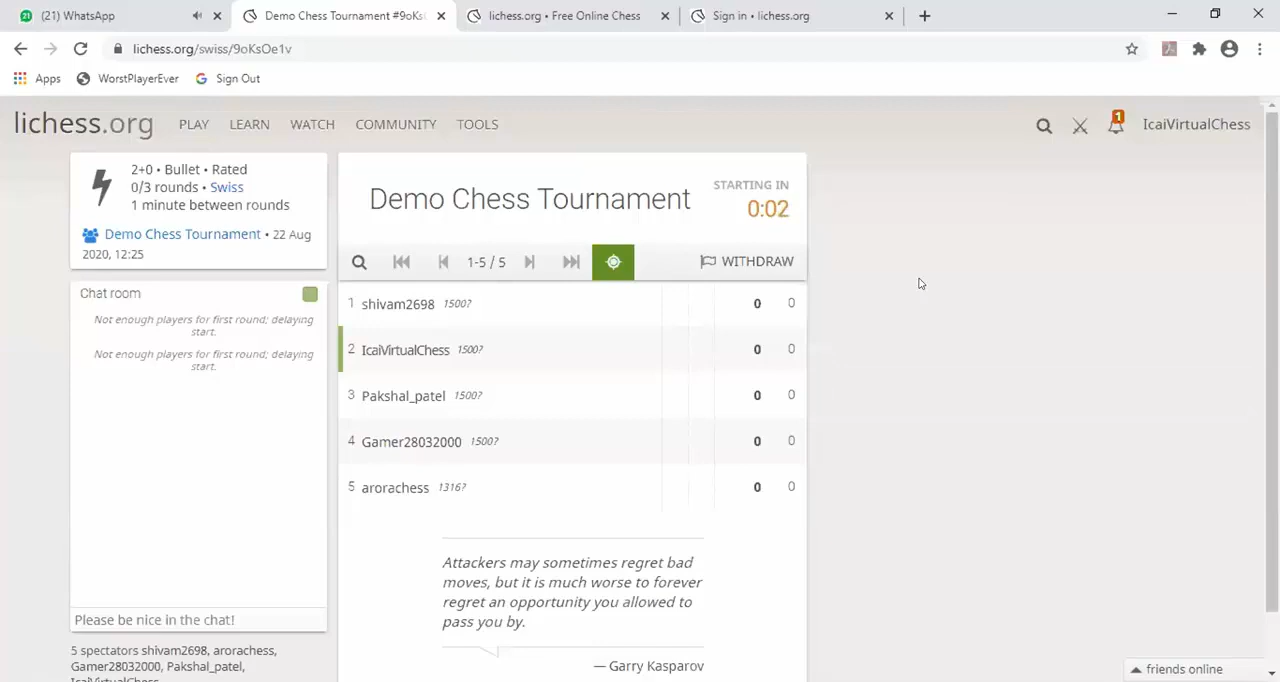 (21) WhatsApp
Demo Chess Tournament #9oKs
lichess.org • Free Online Chess
Sign in • lichess.org
lichess.org/swiss/9oKsOe1v
Apps
WorstPlayerEver
Sign Out
lichess.org
PLAY
LEARN
WATCH
COMMUNITY
TOOLS
1
IcaiVirtualChess
2+0 • Bullet • Rated
0/3 rounds • Swiss
1 minute between rounds
Demo Chess Tournament • 22 Aug
2020, 12:25
Chat room
Not enough players for first round; delaying
start.
Not enough players for first round; delaying
start.
Please be nice in the chat!
5 spectators shivam2698, arorachess,
Gamer28032000, Pakshal_patel,
IcaiVirtualChess
Demo Chess Tournament
STARTING IN
0:02
1-5 / 5
WITHDRAW
1 shivam2698 1500? 0 0
2 IcaiVirtualChess 1500? 0 0
3 Pakshal_patel 1500? 0 0
4 Gamer28032000 1500? 0 0
5 arorachess 1316? 0 0
Attackers may sometimes regret bad
moves, but it is much worse to forever
regret an opportunity you allowed to
pass you by.
— Garry Kasparov
friends online